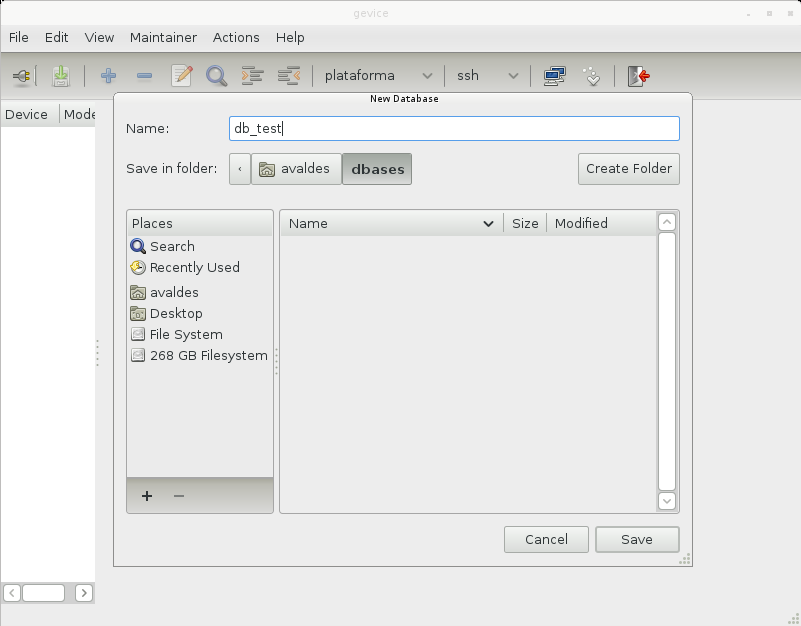 gevice
File Edit View Maintainer Actions Help
plataforma ssh
Device Mode
New Database
Name: db_test
Save in folder: ‹ avaldes dbases Create Folder
Places
Search
Recently Used
avaldes
Desktop
File System
268 GB Filesystem
Name Size Modified
Cancel Save